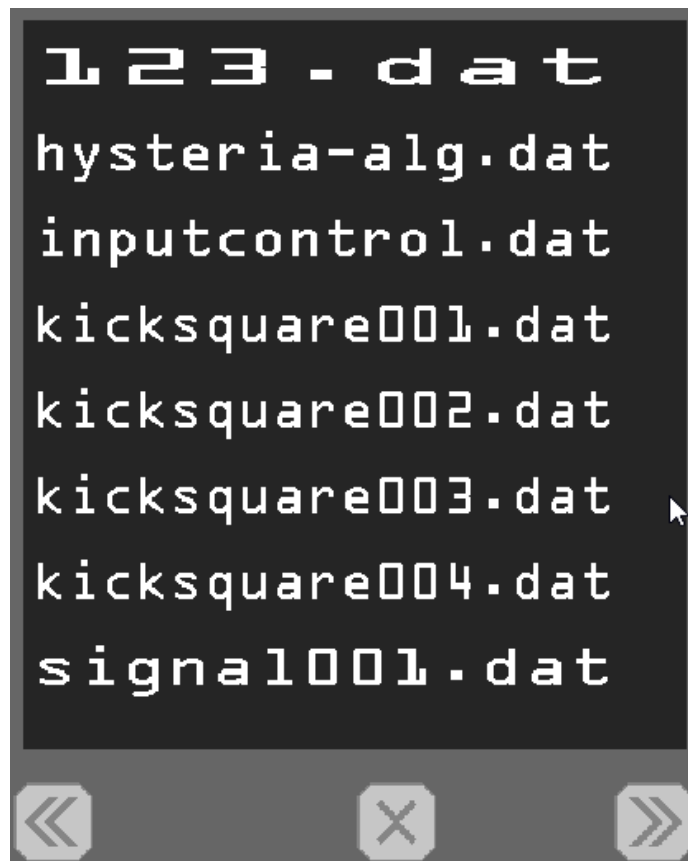 123.dat
hysteria-alg.dat
inputcontrol.dat
kicksquare001.dat
kicksquare002.dat
kicksquare003.dat
kicksquare004.dat
signal001.dat